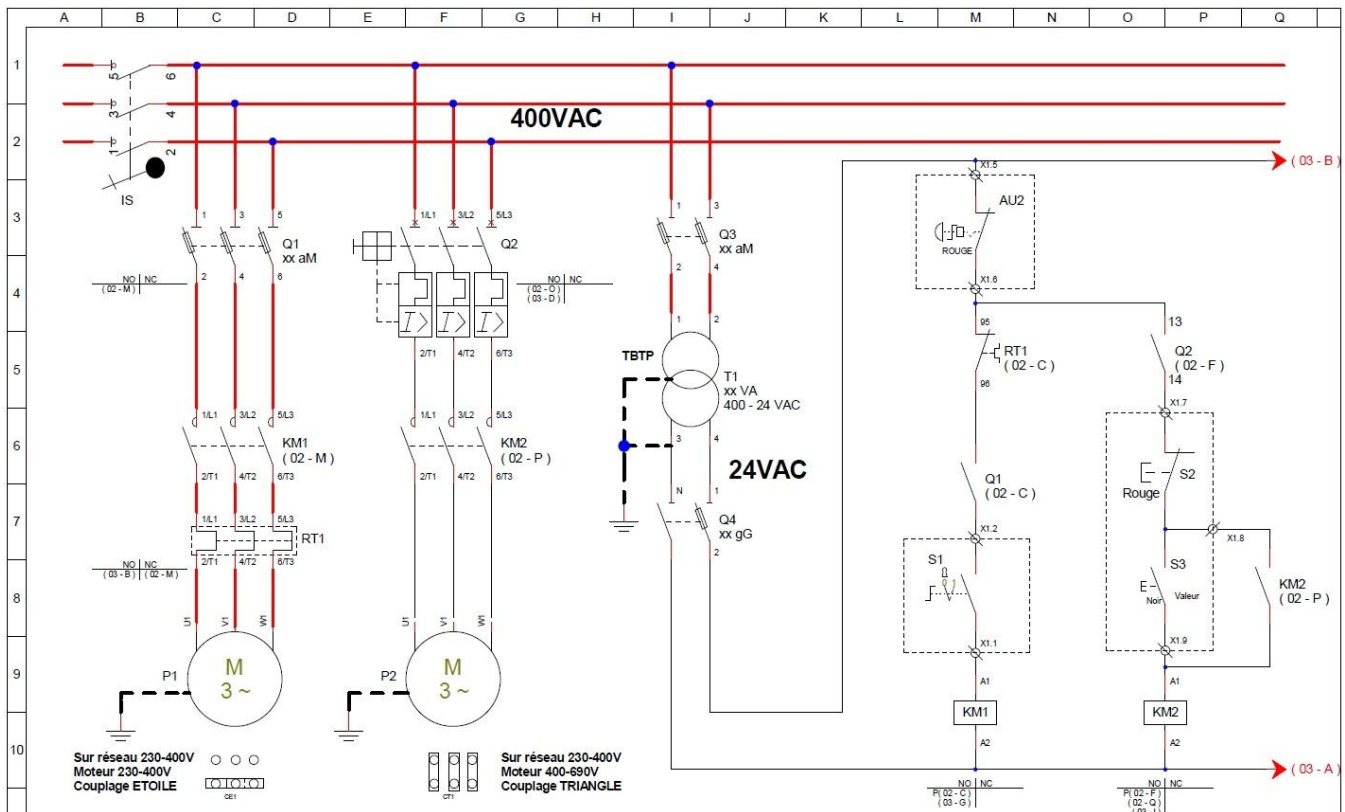 A B C D E F G H I J K L M N O P Q
1
5 6
3 4
400VAC
2
1 2
( 03 - B )
X1.5
IS
AU2
3
1 3 5
1/L1 3/L2 5/L3
1 3
Q1
xx aM
Q2
Q3
xx aM
ROUGE
2 4 6
2 4
X1.6
NO NC
( 02 - M )
NO NC
( 02 - O )
( 03 - D )
4
1 2
95
13
2/T1 4/T2 6/T3
TBTP
RT1
( 02 - C )
Q2
( 02 - F )
5
T1
xx VA
400 - 24 VAC
96
14
X1.7
1/L1 3/L2 5/L3
1/L1 3/L2 5/L3
3 4
6
KM1
( 02 - M )
KM2
( 02 - P )
24VAC
2/T1 4/T2 6/T3
2/T1 4/T2 6/T3
Q1
( 02 - C )
S2
Rouge
N 1
1/L1 3/L2 5/L3
7
RT1
Q4
xx gG
X1.2
X1.8
2/T1 4/T2 6/T3
2
NO NC
( 03 - B ) ( 02 - M )
S1
S3
8
Noir Valeur
KM2
( 02 - P )
U1 V1 W1
U1 V1 W1
X1.1
X1.9
9
P1
M
3 ~
P2
M
3 ~
A1
A1
KM1
KM2
10
A2
A2
Sur réseau 230-400V
Moteur 230-400V
Couplage ETOILE
CE1
CT1
Sur réseau 230-400V
Moteur 400-690V
Couplage TRIANGLE
( 03 - A )
NO NC
P( 02 - C )
( 03 - G )
NO NC
P( 02 - F )
( 02 - Q )